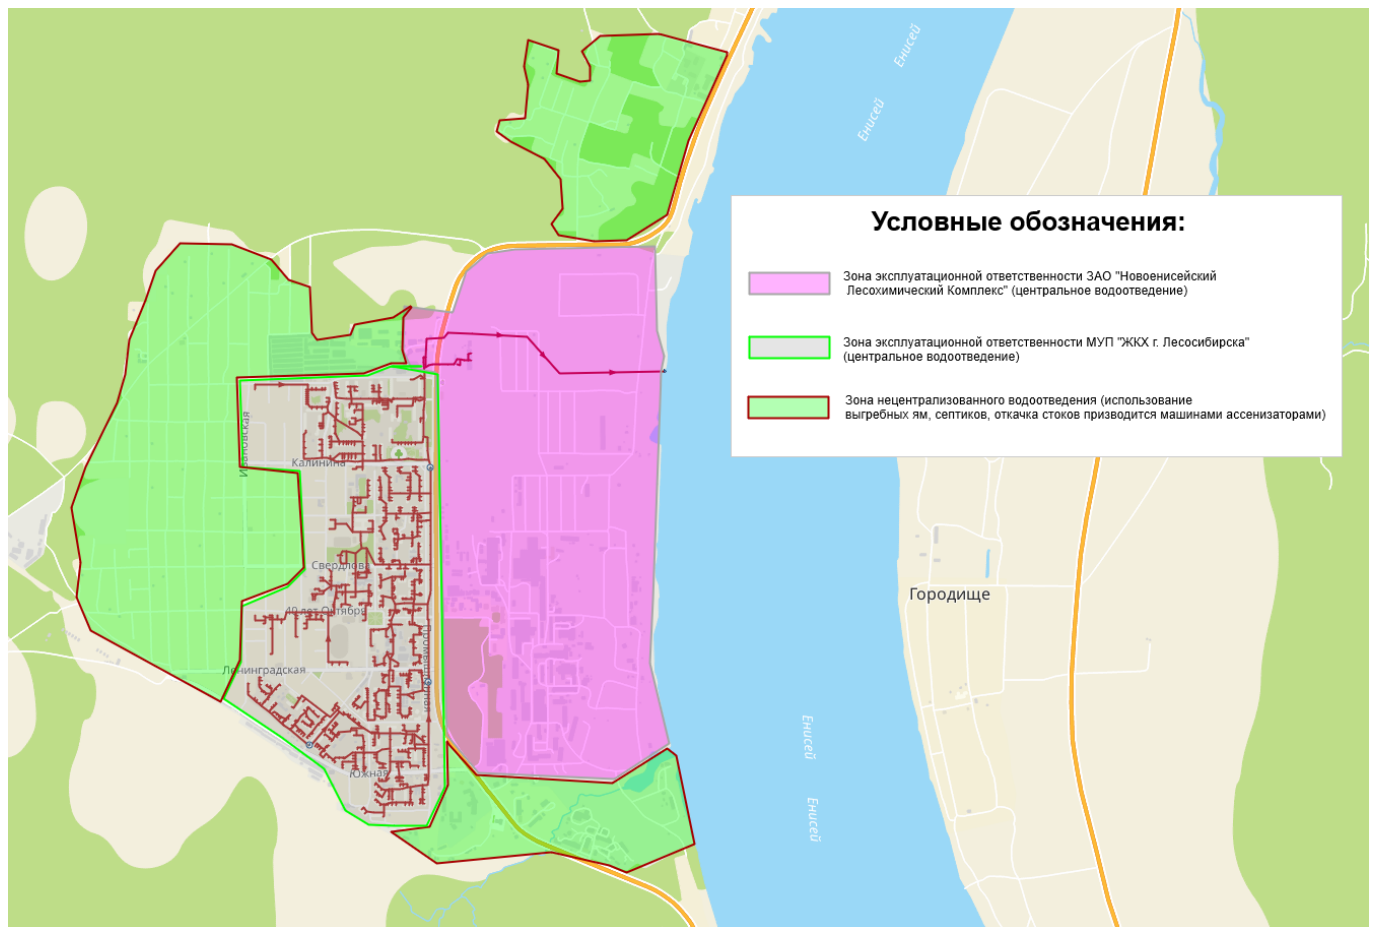 Енисей
Енисей
Условные обозначения:
Зона эксплуатационной ответственности ЗАО "Новоенисейский
Лесохимический Комплекс" (центральное водоотведение)
Зона эксплуатационной ответственности МУП "ЖКХ г. Лесосибирска"
(центральное водоотведение)
Зона нецентрализованного водоотведения (использование
выгребных ям, септиков, откачка стоков призводится машинами ассенизаторами)
Ивановская
Калинина
Свердлова
Городище
40 лет Октября
Промышленная
Ленинградская
Енисей
Южная
Енисей